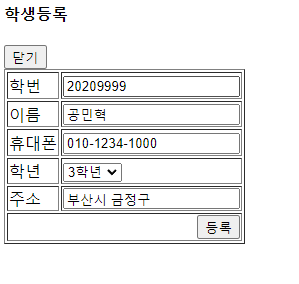 학생등록
닫기
학번 20209999
이름 공민혁
휴대폰 010-1234-1000
학년 3학년
주소 부산시 금정구
등록